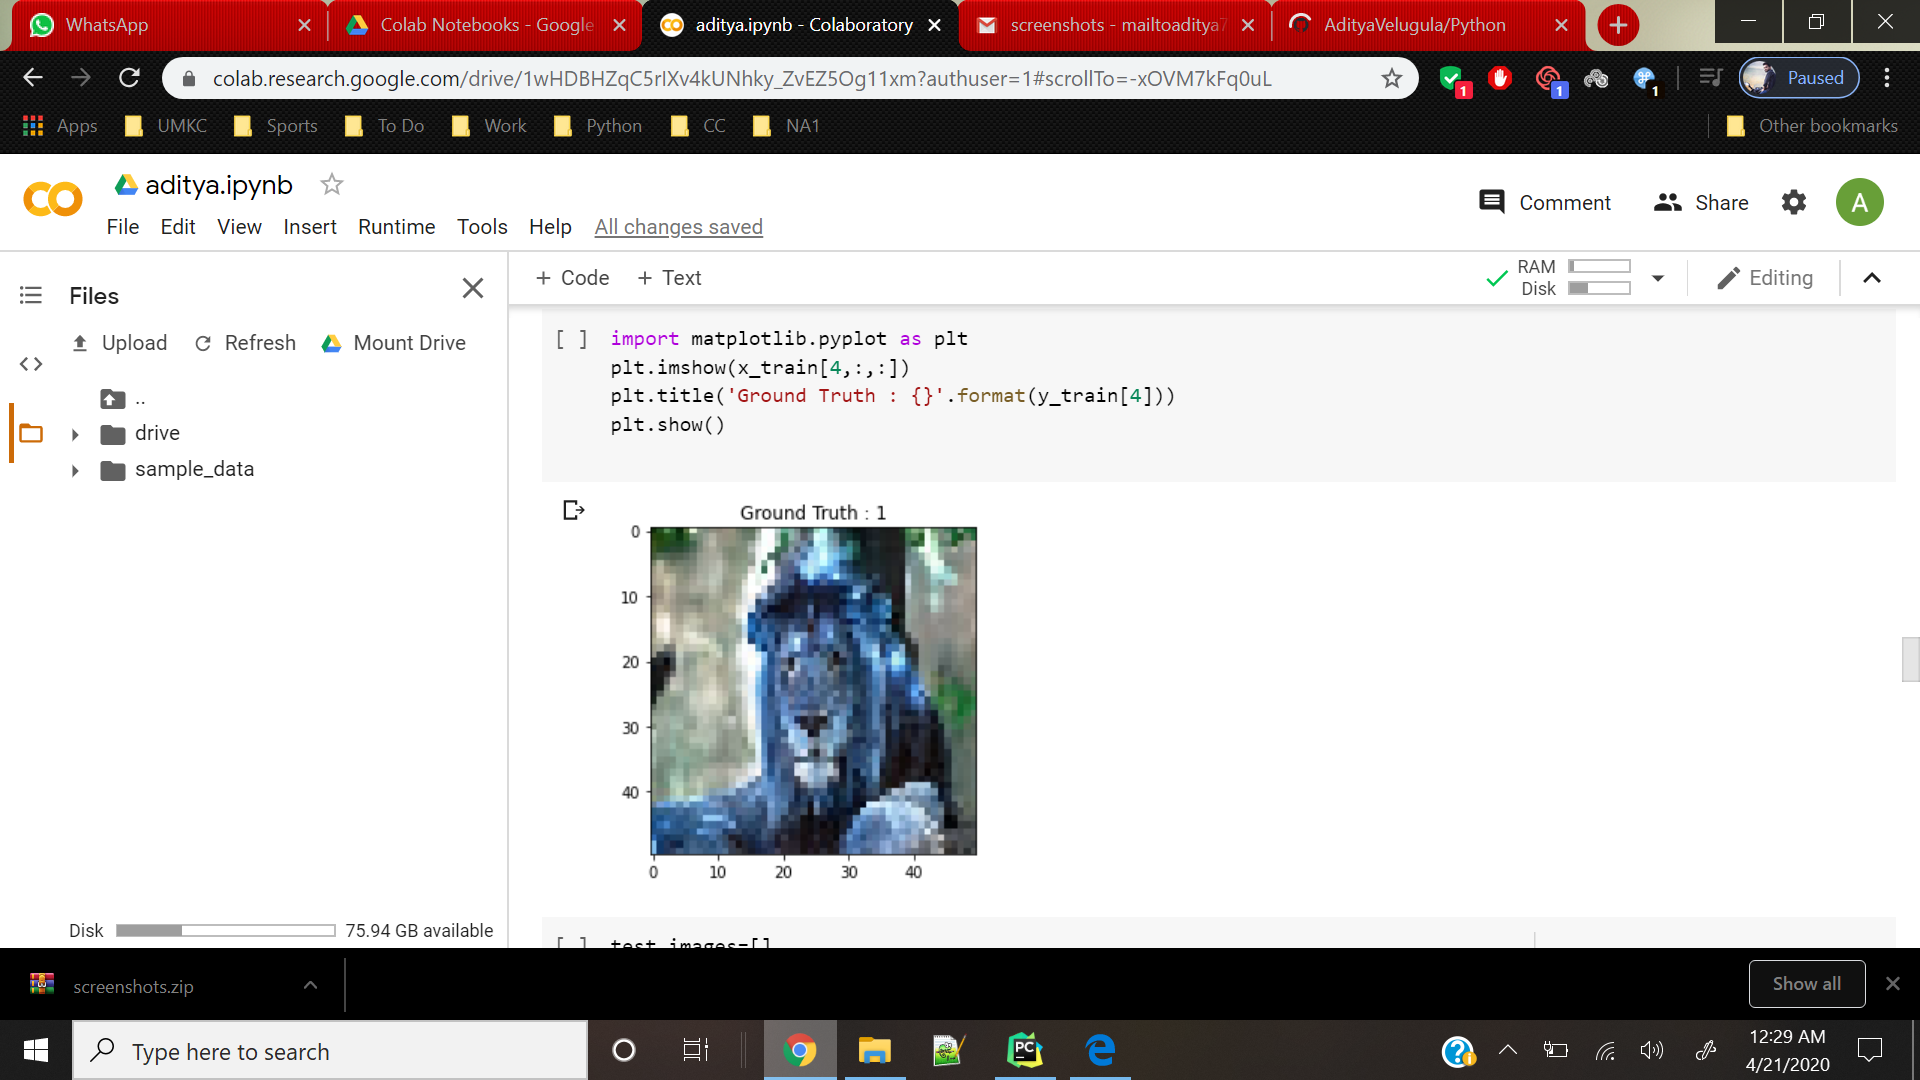 WhatsApp
Colab Notebooks - Google
aditya.ipynb - Colaboratory
screenshots - mailtoaditya7
AdityaVelugula/Python
colab.research.google.com/drive/1wHDBHZqC5rIXv4kUNhky_ZvEZ5Og11xm?authuser=1#scrollTo=-xOVM7kFq0uL
1
1
1
Paused
Apps
UMKC
Sports
To Do
Work
Python
CC
NA1
Other bookmarks
aditya.ipynb
File Edit View Insert Runtime Tools Help All changes saved
Comment
Share
A
Files
+ Code + Text
RAM
Disk
Editing
Upload Refresh Mount Drive
..
drive
sample_data
[ ] import matplotlib.pyplot as plt
plt.imshow(x_train[4,:,:])
plt.title('Ground Truth : {}'.format(y_train[4]))
plt.show()
Ground Truth : 1
0
10
20
30
40
0 10 20 30 40
Disk 75.94 GB available
[ ] test_images=[]
screenshots.zip
Show all
Type here to search
PC
12:29 AM
4/21/2020